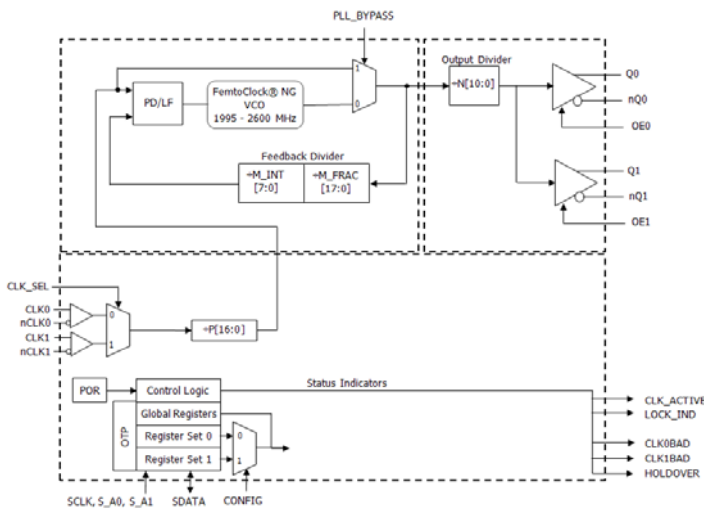 PLL_BYPASS
Output Divider
÷N[10:0]
Q0
nQ0
OE0
Q1
nQ1
OE1
1
0
PD/LF
FemtoClock® NG
VCO
1995 - 2600 MHz
Feedback Divider
÷M_INT
[7:0]
÷M_FRAC
[17:0]
CLK_SEL
CLK0
nCLK0
CLK1
nCLK1
0
1
÷P[16:0]
POR
Control Logic
Status Indicators
OTP
Global Registers
Register Set 0
Register Set 1
0
1
CLK_ACTIVE
LOCK_IND
CLK0BAD
CLK1BAD
HOLDOVER
SCLK, S_A0, S_A1
SDATA
CONFIG